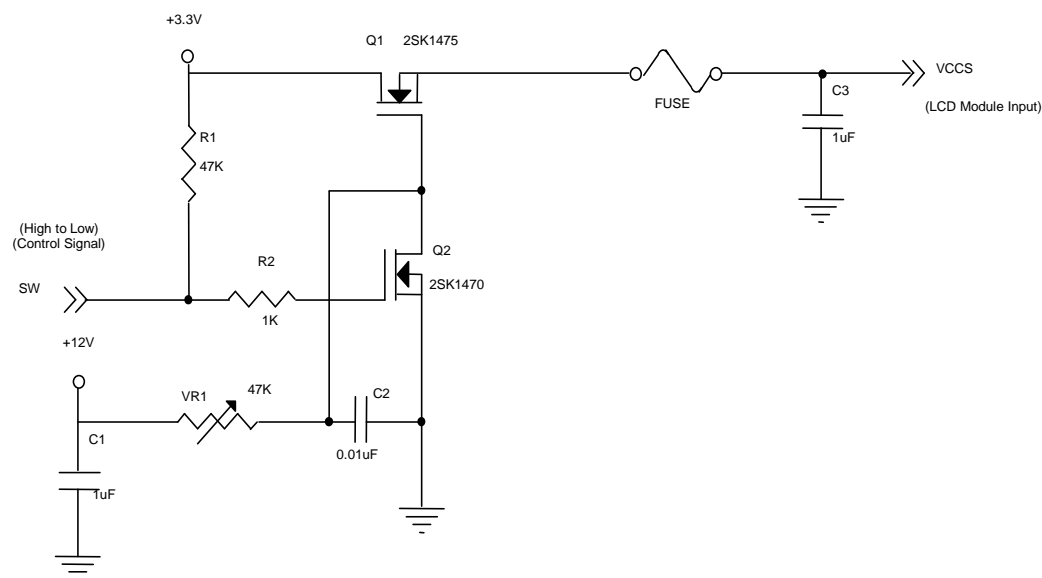 +3.3V
Q1 2SK1475
VCCS
FUSE
C3
(LCD Module Input)
R1
1uF
47K
(High to Low)
(Control Signal)
Q2
R2
SW
2SK1470
1K
+12V
VR1
47K
C2
C1
0.01uF
1uF